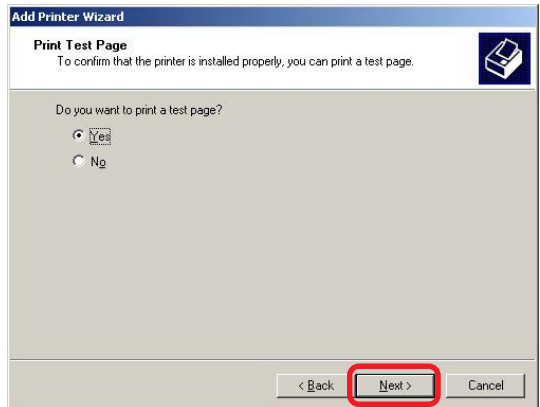 Add Printer Wizard
Print Test Page
To confirm that the printer is installed properly, you can print a test page.
Do you want to print a test page?
Yes
No
< Back Next > Cancel